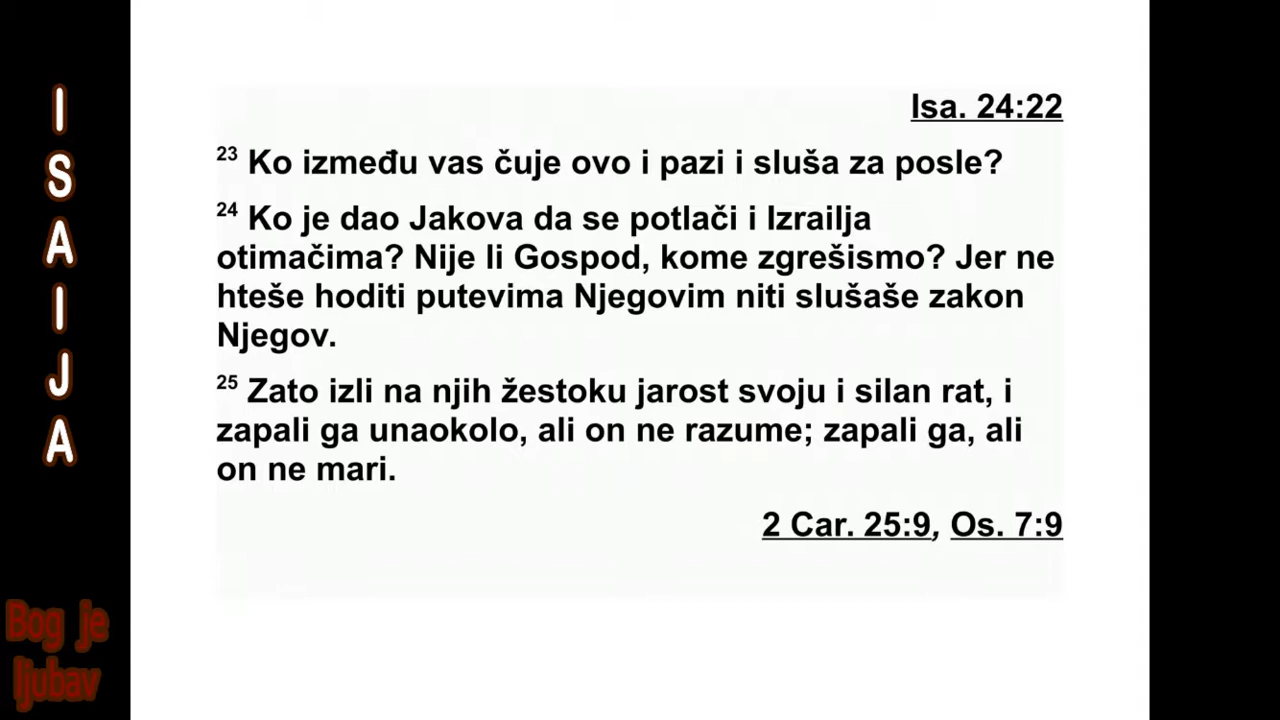 ISAIJA
Isa. 24:22
23 Ko između vas čuje ovo i pazi i sluša za posle?
24 Ko je dao Jakova da se potlači i Izrailja
otimačima? Nije li Gospod, kome zgrešismo? Jer ne
hteše hoditi putevima Njegovim niti slušaše zakon
Njegov.
25 Zato izli na njih žestoku jarost svoju i silan rat, i
zapali ga unaokolo, ali on ne razume; zapali ga, ali
on ne mari.
2 Car. 25:9, Os. 7:9
Bog je
ljubav